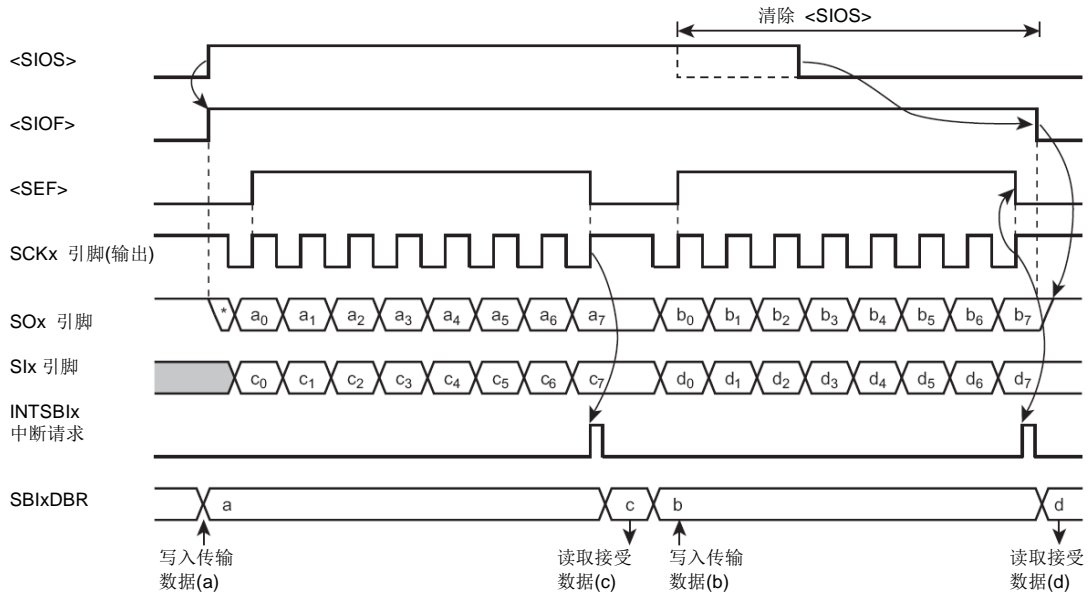 清除 <SIOS>
<SIOS>
<SIOF>
<SEF>
SCKx 引脚(输出)
SOx 引脚
* a0 a1 a2 a3 a4 a5 a6 a7 b0 b1 b2 b3 b4 b5 b6 b7
SIx 引脚
c0 c1 c2 c3 c4 c5 c6 c7 d0 d1 d2 d3 d4 d5 d6 d7
INTSBIx
中断请求
SBIxDBR
a c b d
写入传输 读取接受 写入传输 读取接受
数据(a) 数据(c) 数据(b) 数据(d)